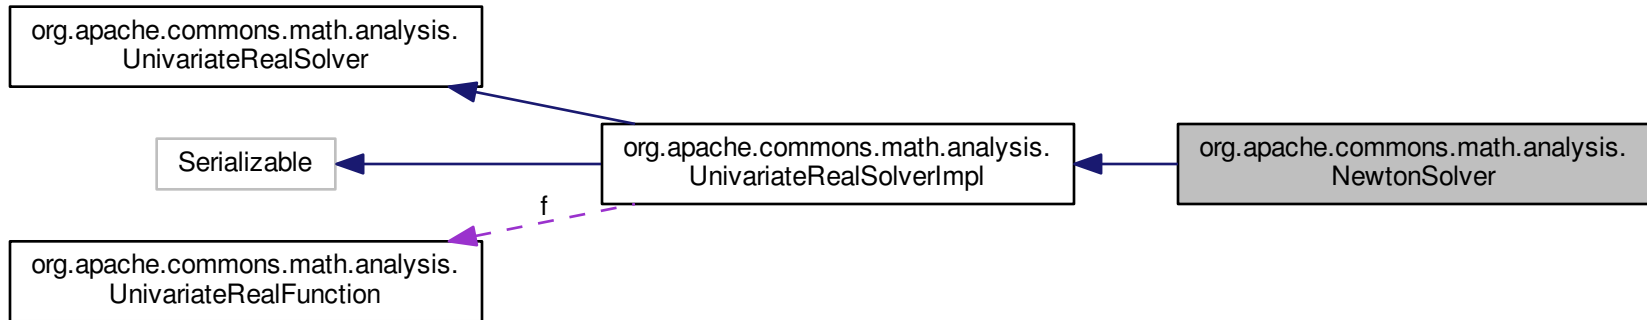 org.apache.commons.math.analysis.
UnivariateRealSolver
Serializable
org.apache.commons.math.analysis.
UnivariateRealFunction
f
org.apache.commons.math.analysis.
UnivariateRealSolverImpl
org.apache.commons.math.analysis.
NewtonSolver